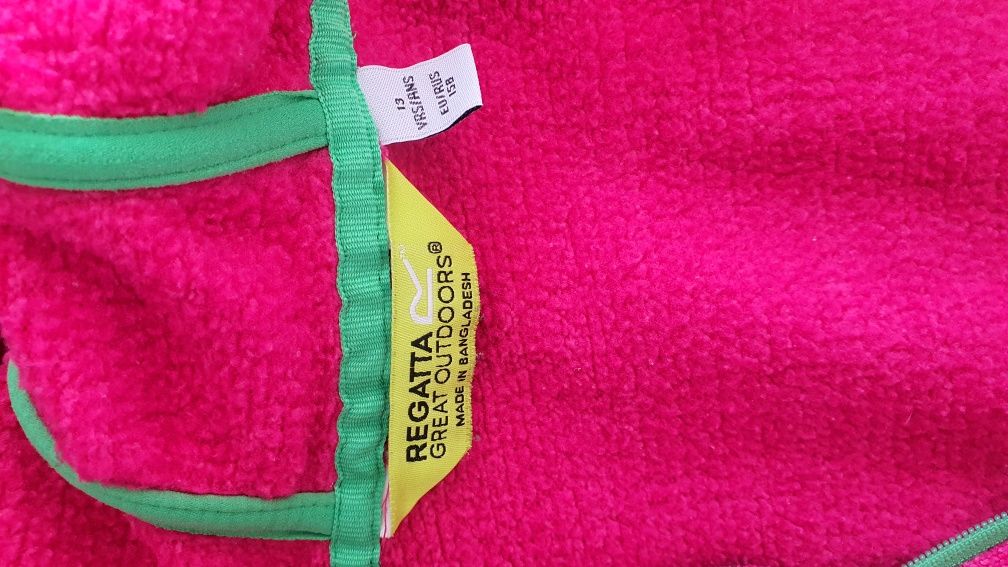 13
YRS/ANS
EU/RUS
158
REGATTA
GREAT OUTDOORS®
MADE IN BANGLADESH